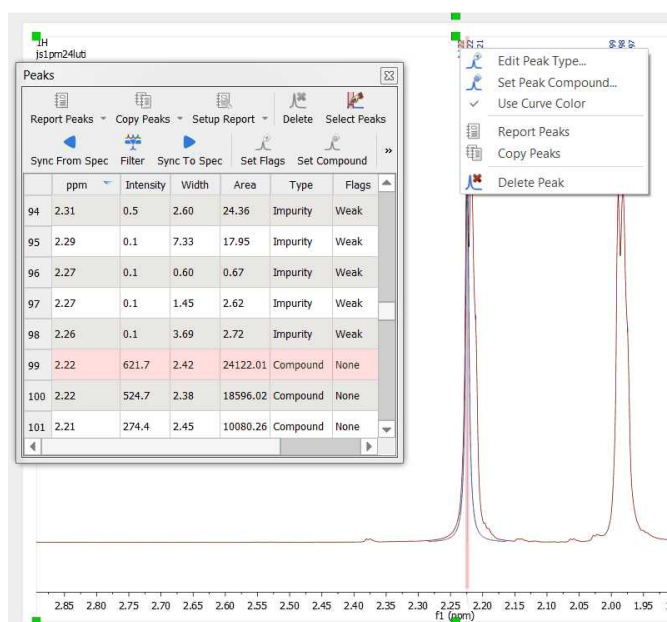 1H
js1pm24luti
22
22
21
99
98
97
Peaks
Report Peaks Copy Peaks Setup Report Delete Select Peaks
Sync From Spec Filter Sync To Spec Set Flags Set Compound »
ppm Intensity Width Area Type Flags
94 2.31 0.5 2.60 24.36 Impurity Weak
95 2.29 0.1 7.33 17.95 Impurity Weak
96 2.27 0.1 0.60 0.67 Impurity Weak
97 2.27 0.1 1.45 2.62 Impurity Weak
98 2.26 0.1 3.69 2.72 Impurity Weak
99 2.22 621.7 2.42 24122.01 Compound None
100 2.22 524.7 2.38 18596.02 Compound None
101 2.21 274.4 2.45 10080.26 Compound None
Edit Peak Type...
Set Peak Compound...
Use Curve Color
Report Peaks
Copy Peaks
Delete Peak
2.85 2.80 2.75 2.70 2.65 2.60 2.55 2.50 2.45 2.40 2.35 2.30 2.25 2.20 2.15 2.10 2.05 2.00 1.95
f1 (ppm)